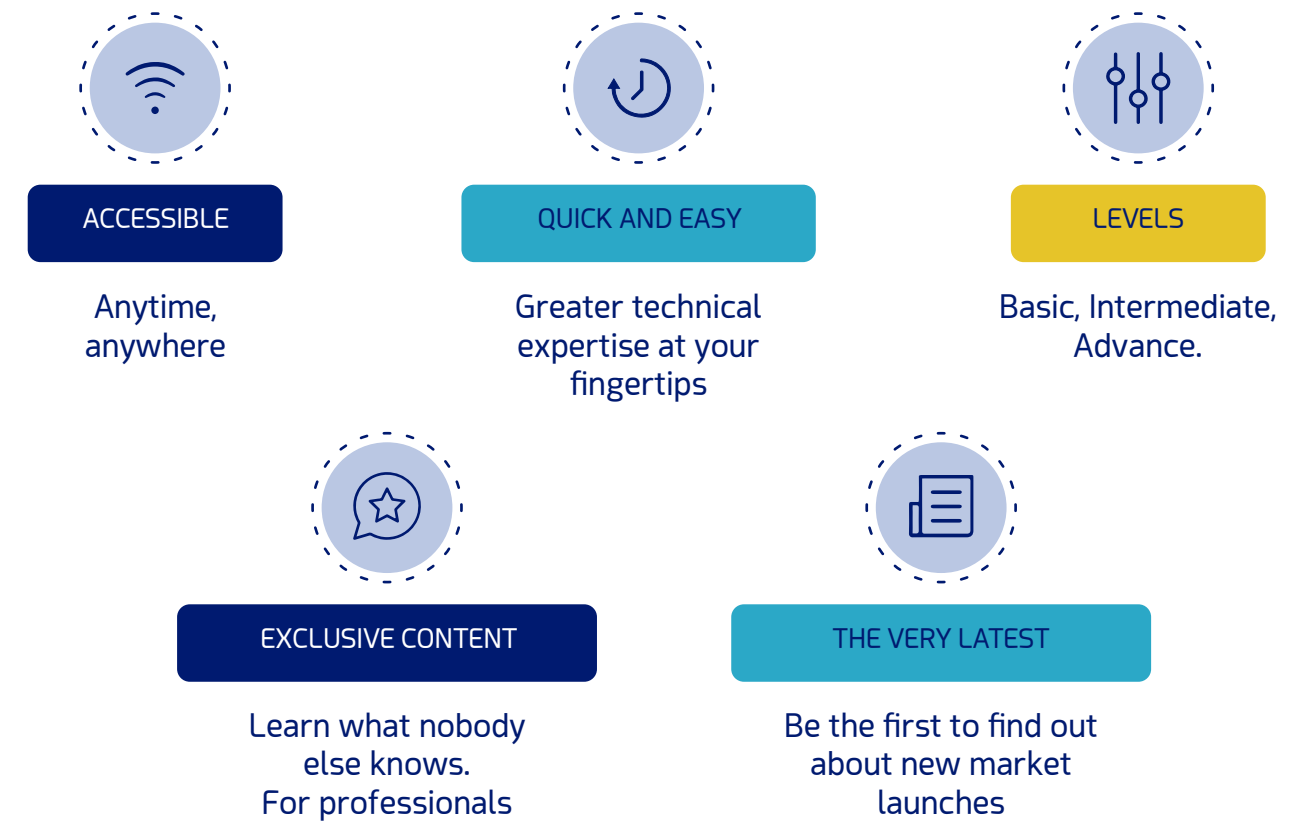 ACCESSIBLE
Anytime,
anywhere
QUICK AND EASY
Greater technical
expertise at your
fingertips
LEVELS
Basic, Intermediate,
Advance.
EXCLUSIVE CONTENT
Learn what nobody
else knows.
For professionals
THE VERY LATEST
Be the first to find out
about new market
launches